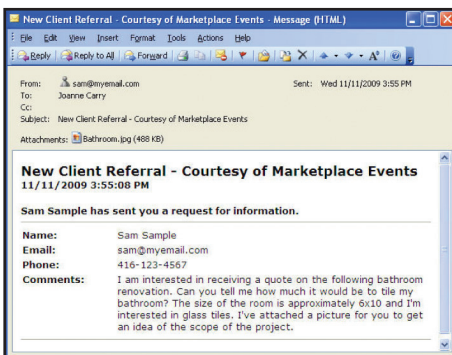 New Client Referral - Courtesy of Marketplace Events - Message (HTML)
File Edit View Insert Format Tools Actions Help
Reply Reply to All Forward
From: sam@myemail.com Sent: Wed 11/11/2009 3:55 PM
To: Joanne Carry
Cc:
Subject: New Client Referral - Courtesy of Marketplace Events
Attachments: Bathroom.jpg (488 KB)
New Client Referral - Courtesy of Marketplace Events
11/11/2009 3:55:08 PM
Sam Sample has sent you a request for information.
Name: Sam Sample
Email: sam@myemail.com
Phone: 416-123-4567
Comments: I am interested in receiving a quote on the following bathroom
renovation. Can you tell me how much it would be to tile my
bathroom? The size of the room is approximately 6x10 and I'm
interested in glass tiles. I've attached a picture for you to get
an idea of the scope of the project.